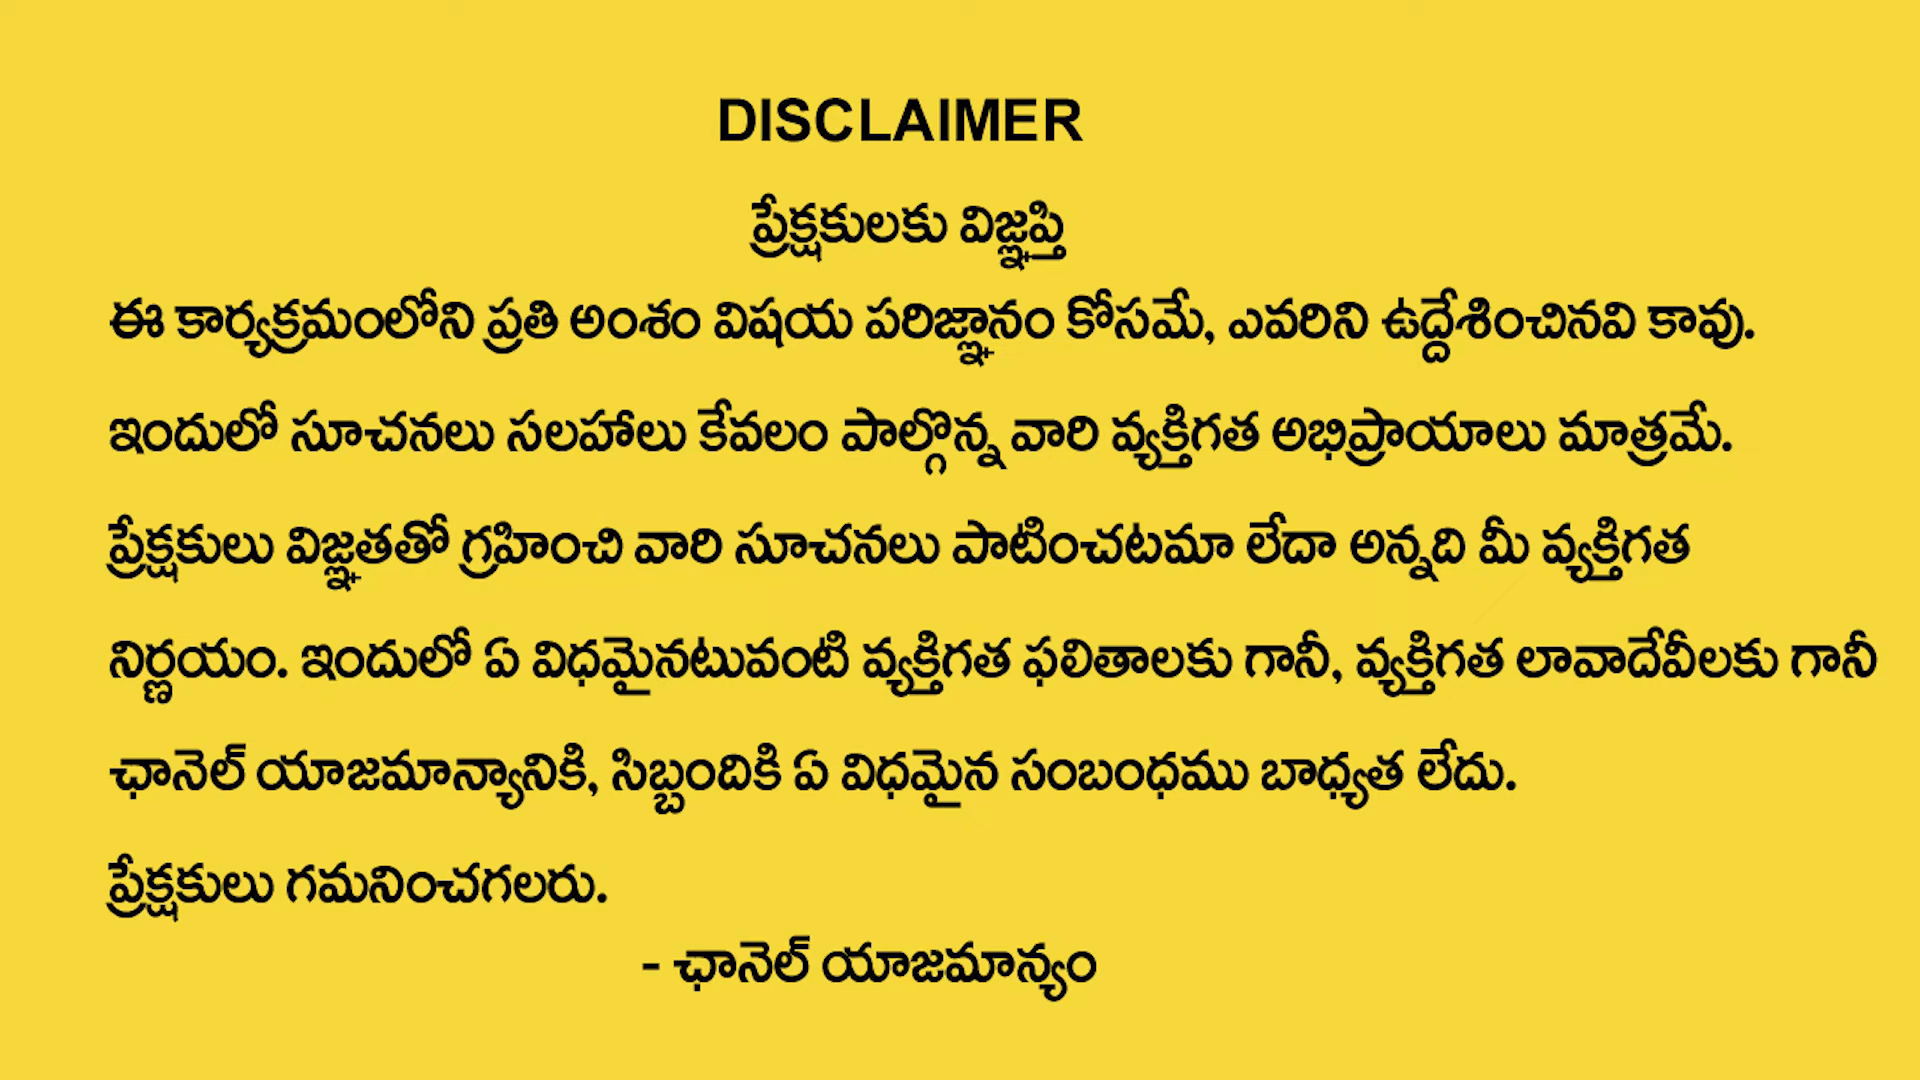 DISCLAIMER
ప్రేక్షకులకు విజ్ఞప్తి
ఈ కార్యక్రమంలోని ప్రతి అంశం విషయ పరిజ్ఞానం కోసమే, ఎవరిని ఉద్దేశించినవి కావు.
ఇందులో సూచనలు సలహాలు కేవలం పాల్గొన్న వారి వ్యక్తిగత అభిప్రాయాలు మాత్రమే.
ప్రేక్షకులు విజ్ఞతతో గ్రహించి వారి సూచనలు పాటించటమా లేదా అన్నది మీ వ్యక్తిగత
నిర్ణయం. ఇందులో ఏ విధమైనటువంటి వ్యక్తిగత ఫలితాలకు గానీ, వ్యక్తిగత లావాదేవీలకు గానీ
ఛానెల్ యాజమాన్యానికి, సిబ్బందికి ఏ విధమైన సంబంధము బాధ్యత లేదు.
ప్రేక్షకులు గమనించగలరు.
- ఛానెల్ యాజమాన్యం